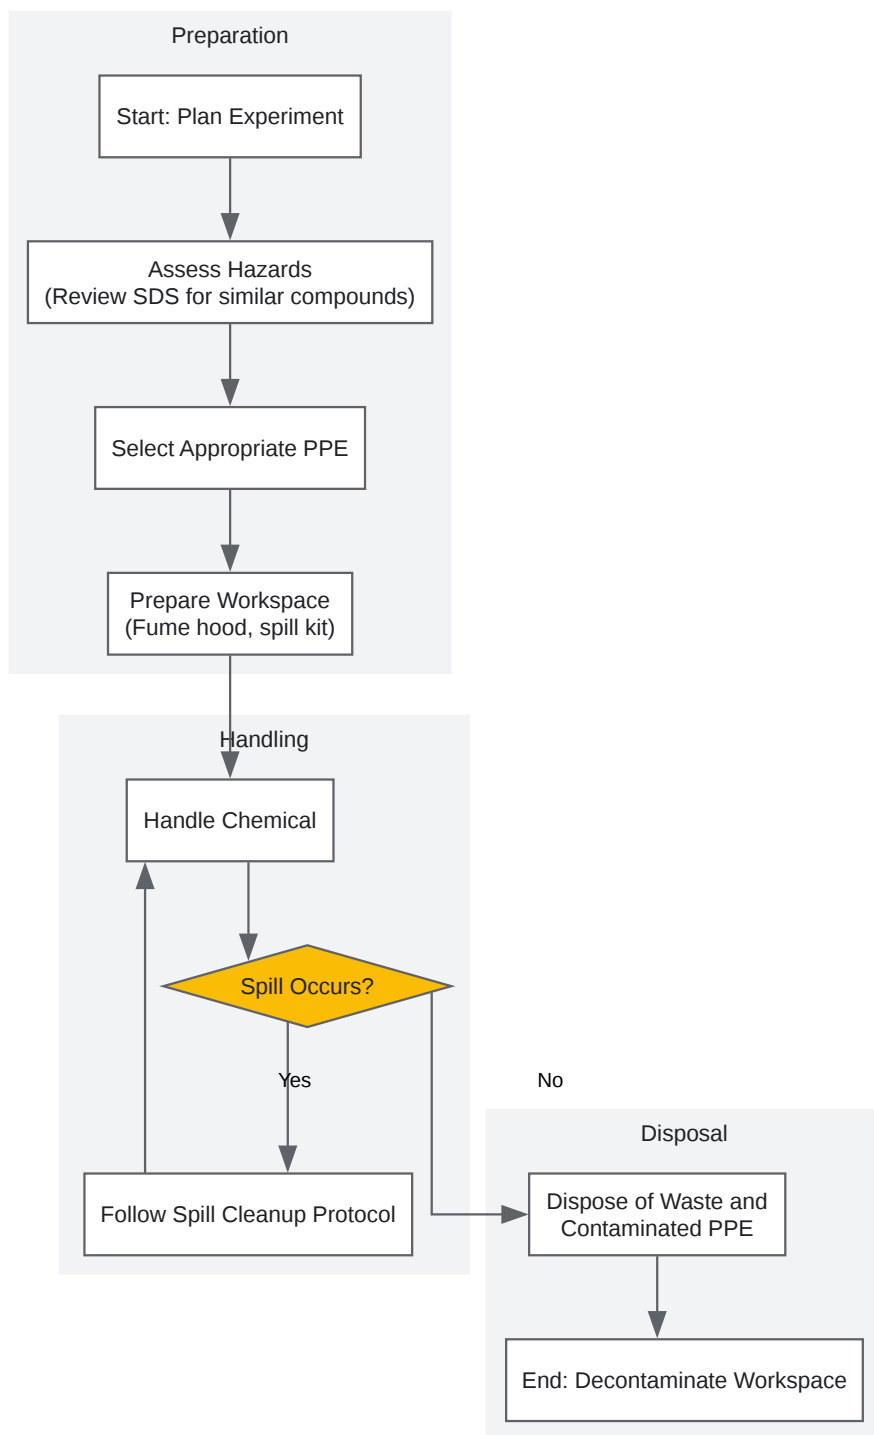 Preparation
Start: Plan Experiment
Assess Hazards
(Review SDS for similar compounds)
Select Appropriate PPE
Prepare Workspace
(Fume hood, spill kit)
Handling
Handle Chemical
Spill Occurs?
Yes
No
Disposal
Follow Spill Cleanup Protocol
Dispose of Waste and
Contaminated PPE
End: Decontaminate Workspace